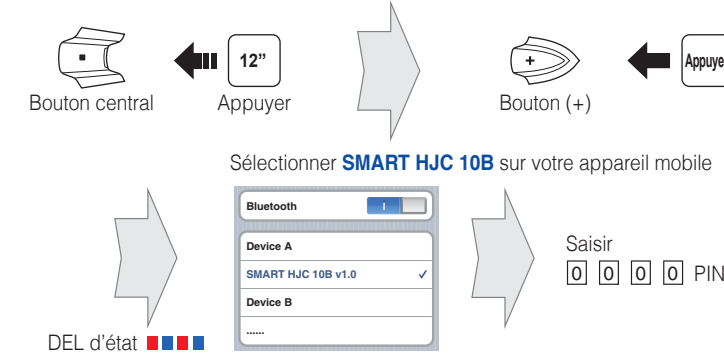 12”
Appuye
Bouton central
Appuyer
+
Bouton (+)
Sélectionner SMART HJC 10B sur votre appareil mobile
Bluetooth
I
Device A
SMART HJC 10B v1.0 ✓
Device B
......
Saisir
0 0 0 0 PIN
DEL d’état